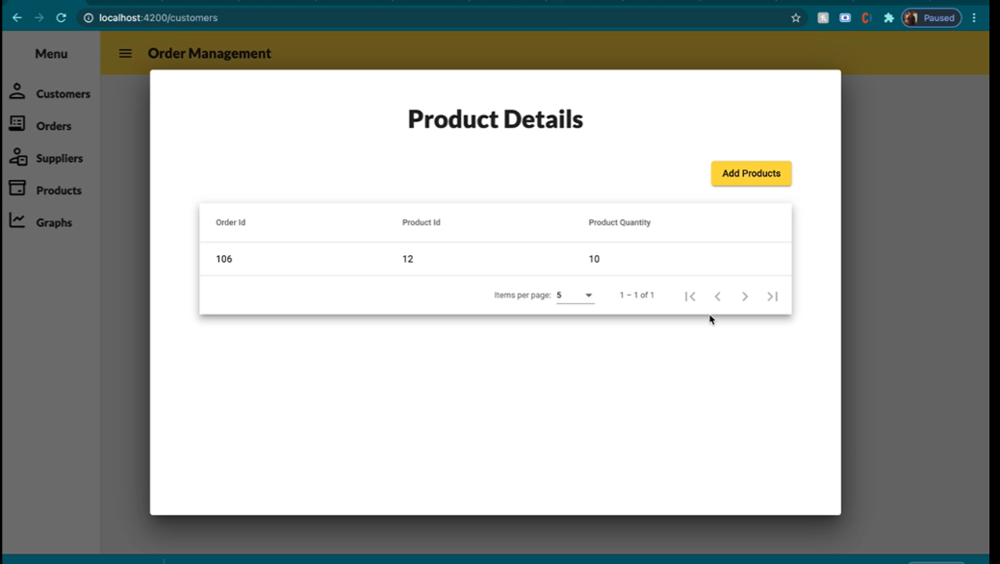 localhost:4200/customers
Paused
Menu
Order Management
Customers
Orders
Suppliers
Products
Graphs
Product Details
Add Products
Order Id Product Id Product Quantity
106 12 10
Items per page: 5 1 – 1 of 1